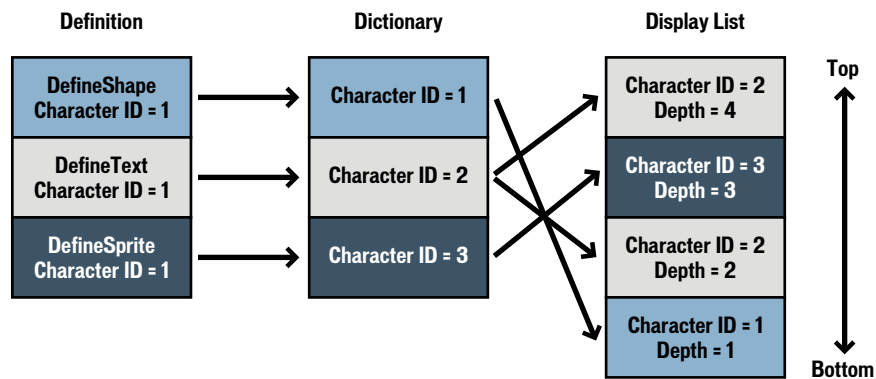 Definition
DefineShape
Character ID = 1
DefineText
Character ID = 1
DefineSprite
Character ID = 1
Dictionary
Character ID = 1
Character ID = 2
Character ID = 3
Display List
Character ID = 2
Depth = 4
Character ID = 3
Depth = 3
Character ID = 2
Depth = 2
Character ID = 1
Depth = 1
Top
Bottom